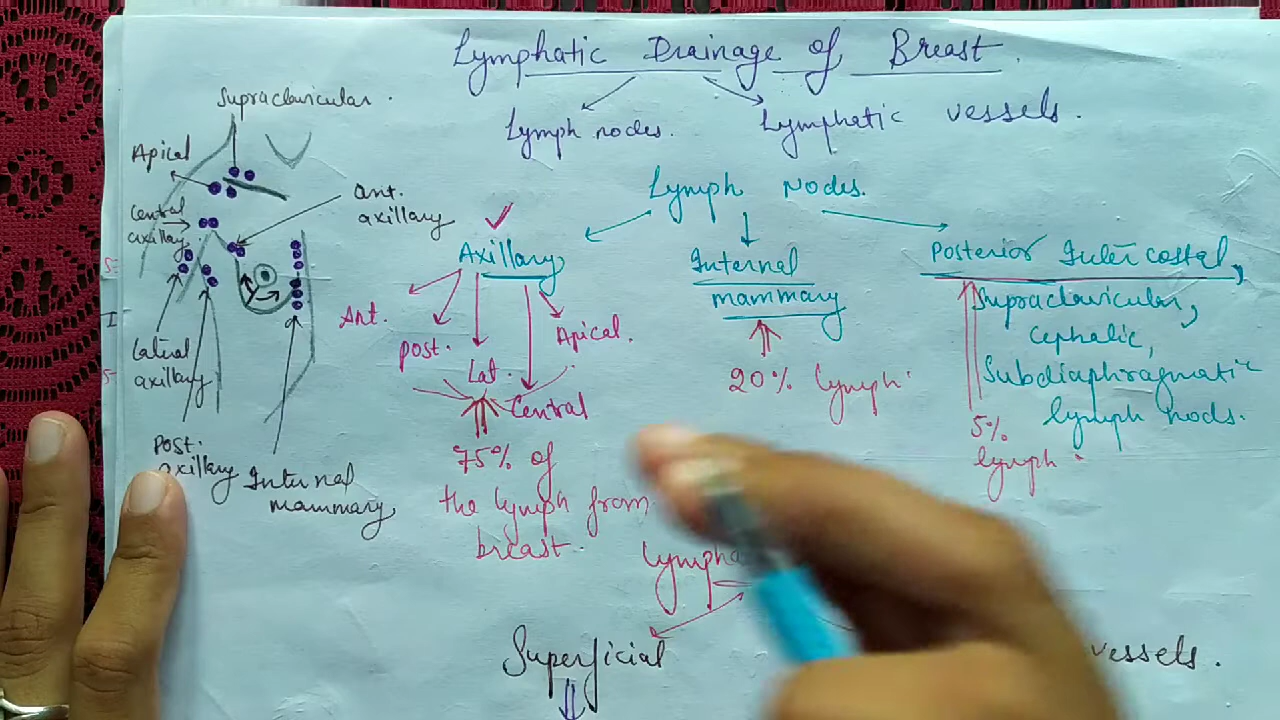 Lymphatic Drainage of Breast.
Lymph nodes.
Lymphatic vessels.
Supraclavicular.
Apical
Central
axillary.
ant.
axillary
Lateral
axillary
Post.
axillary
Internal
mammary
Lymph Nodes.
Axillary
Ant.
Post.
Lat.
Central
Apical.
75% of
the lymph from
breast.
Internal
mammary
20% lymph.
Posterior Intercostal,
Supraclavicular,
Cephalic,
Subdiaphragmatic
lymph nods.
5%
lymph.
Superficial
vessels.